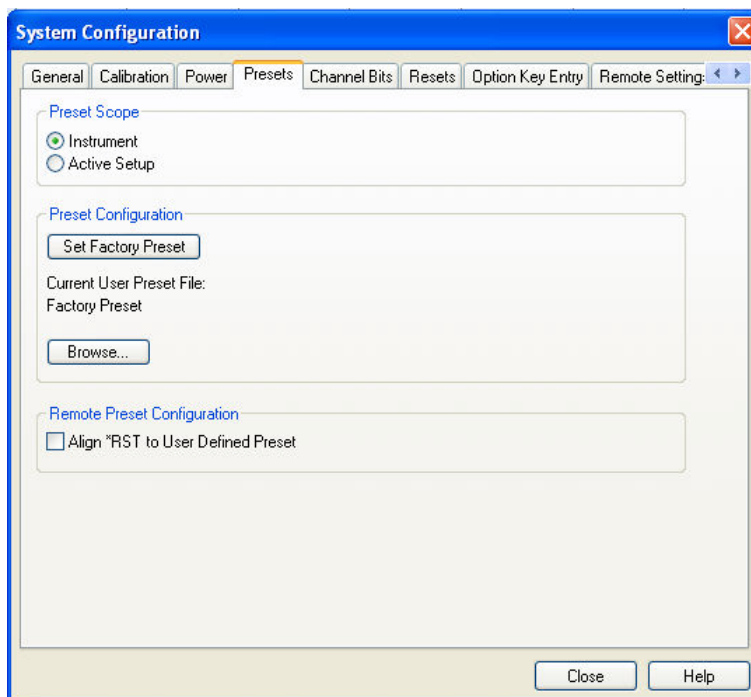 System Configuration
General Calibration Power Presets Channel Bits Resets Option Key Entry Remote Setting
Preset Scope
Instrument
Active Setup
Preset Configuration
Set Factory Preset
Current User Preset File:
Factory Preset
Browse...
Remote Preset Configuration
Align *RST to User Defined Preset
Close Help